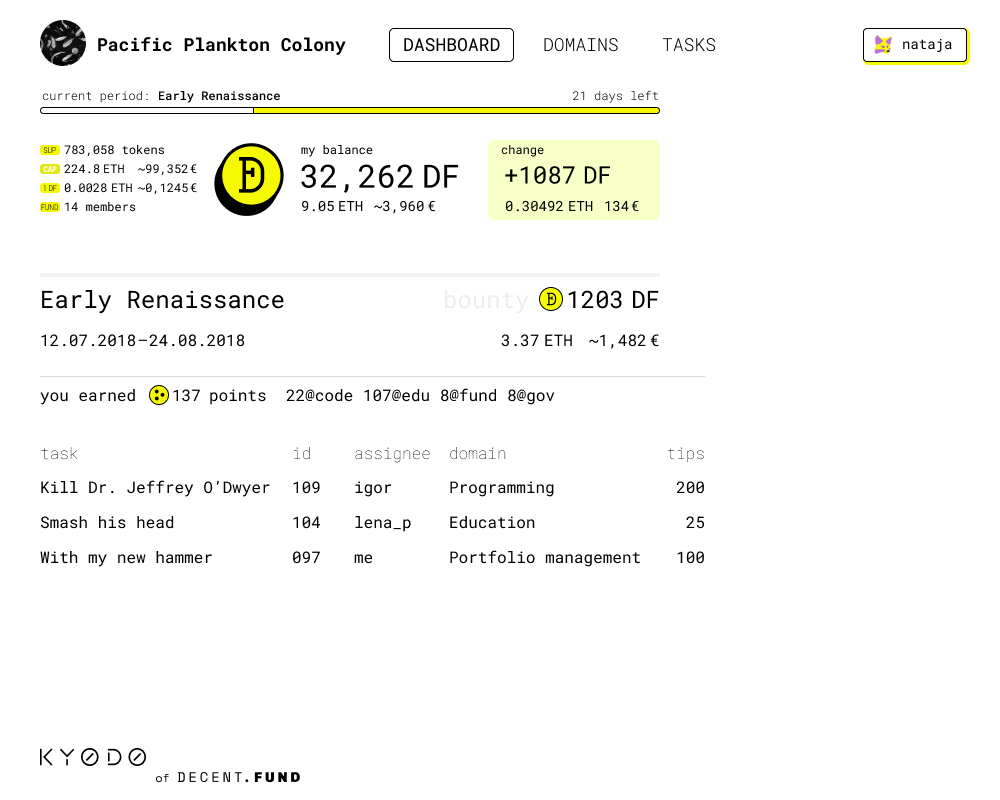 Pacific Plankton Colony DASHBOARD DOMAINS TASKS nataja
current period: Early Renaissance 21 days left
SUP 783,058 tokens
CAP 224.8 ETH ~99,352 €
1 DF 0.0028 ETH ~0,1245 €
FUND 14 members
my balance
32,262 DF
9.05 ETH ~3,960 €
change
+1087 DF
0.30492 ETH 134 €
Early Renaissance bounty 1203 DF
12.07.2018–24.08.2018 3.37 ETH ~1,482 €
you earned 137 points 22@code 107@edu 8@fund 8@gov
task id assignee domain tips
Kill Dr. Jeffrey O’Dwyer 109 igor Programming 200
Smash his head 104 lena_p Education 25
With my new hammer 097 me Portfolio management 100
KYODO
of DECENT.FUND